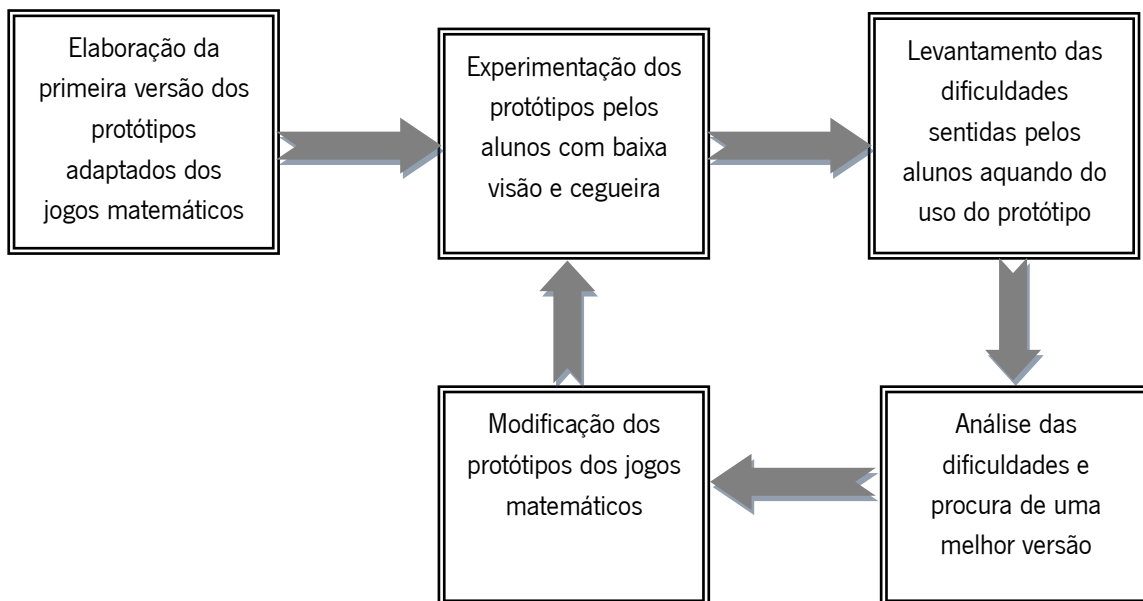 Elaboração da
primeira versão dos
protótipos
adaptados dos
jogos matemáticos
Experimentação dos
protótipos pelos
alunos com baixa
visão e cegueira
Levantamento das
dificuldades
sentidas pelos
alunos aquando do
uso do protótipo
Análise das
dificuldades e
procura de uma
melhor versão
Modificação dos
protótipos dos jogos
matemáticos